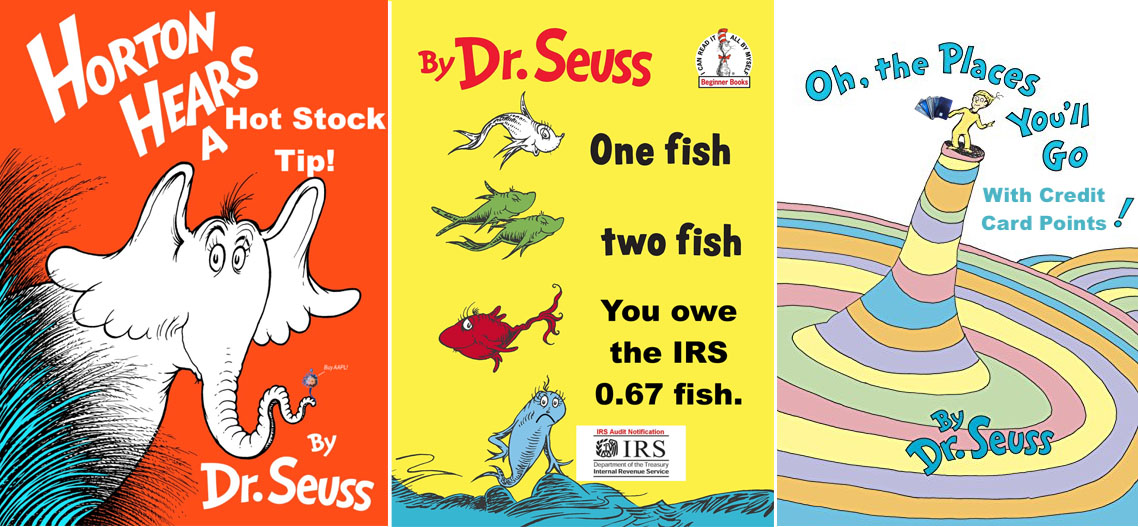 HORTON
HEARS
A Hot Stock
Tip!
Buy AAPL!
By
Dr. Seuss
By Dr. Seuss
I CAN READ IT ALL BY MYSELF
Beginner Books
One fish
two fish
You owe
the IRS
0.67 fish.
IRS Audit Notification
IRS
Department of the Treasury
Internal Revenue Service
Oh, the Places
You'll
Go
With Credit
Card Points !
By
Dr. Seuss